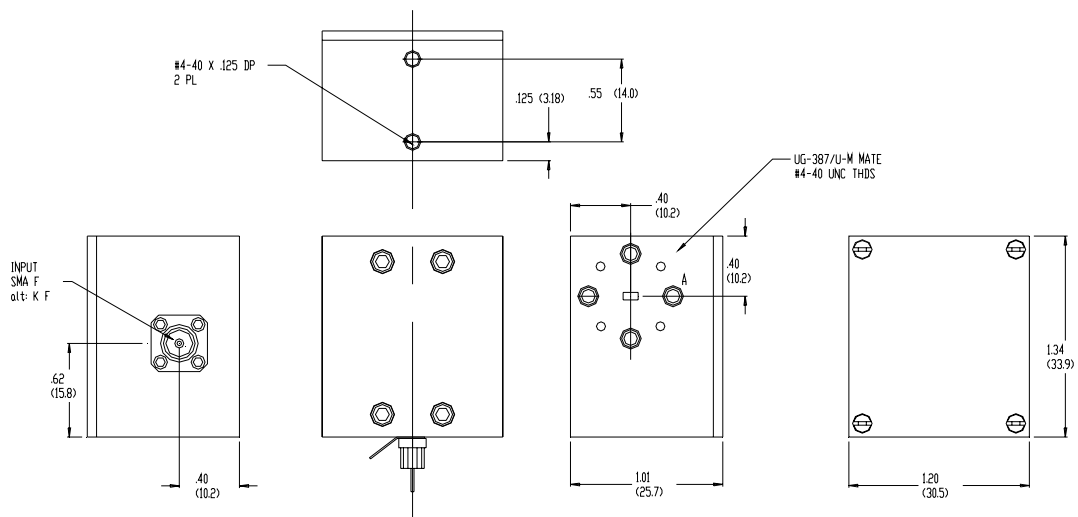 #4-40 X .125 DP
2 PL
.125 (3.18)
.55 (14.0)
UG-387/U-M MATE
#4-40 UNC THDS
.40
(10.2)
INPUT
SMA F
alt: K F
A
.40
(10.2)
.62
(15.8)
1.34
(33.9)
.40
(10.2)
1.01
(25.7)
1.20
(30.5)